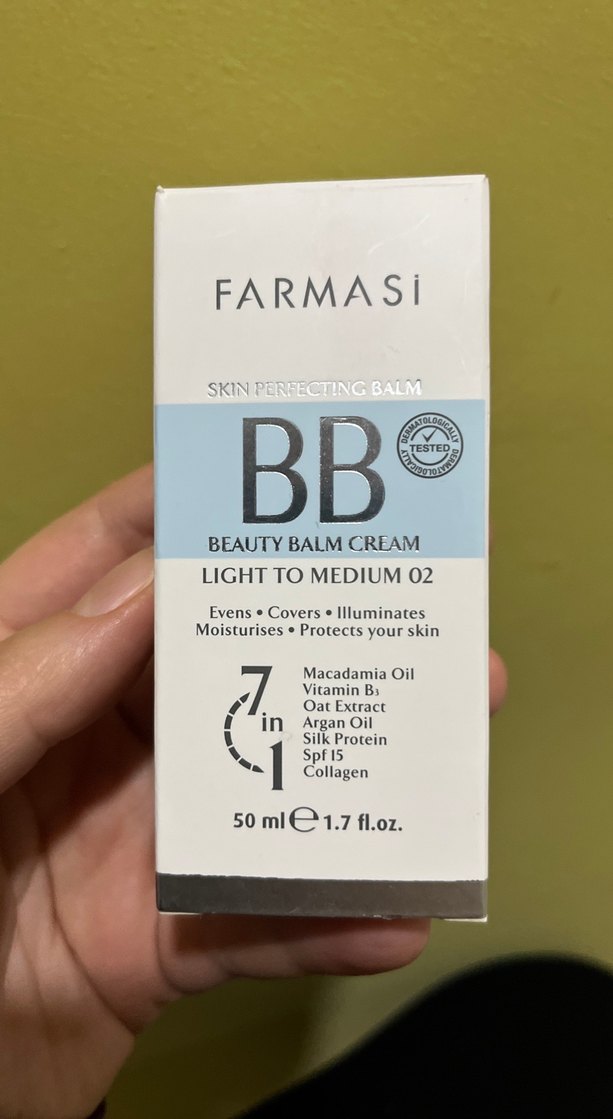 FARMASi
SKIN PERFECTING BALM
BB
DERMATOLOGICALLY
TESTED
DERMATOLOGICALLY
BEAUTY BALM CREAM
LIGHT TO MEDIUM 02
Evens • Covers • Illuminates
Moisturises • Protects your skin
7 in 1
Macadamia Oil
Vitamin B₃
Oat Extract
Argan Oil
Silk Protein
Spf 15
Collagen
50 ml ℮ 1.7 fl.oz.